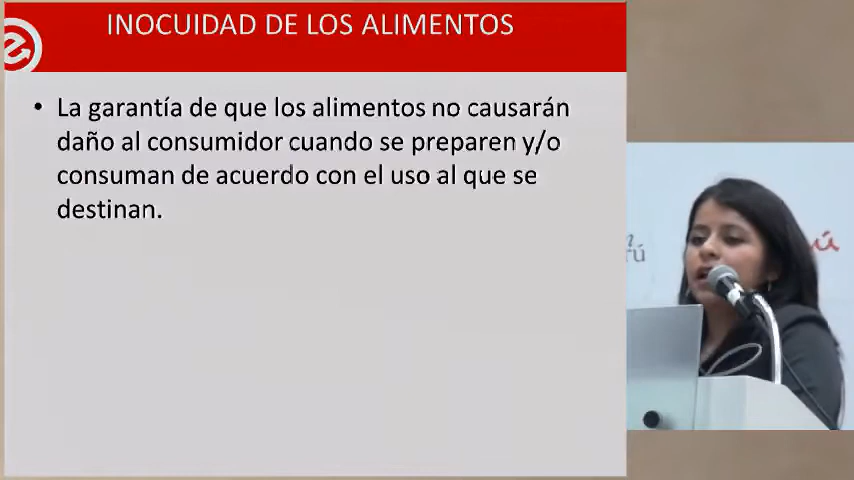 INOCUIDAD DE LOS ALIMENTOS
• La garantía de que los alimentos no causarán
daño al consumidor cuando se preparen y/o
consuman de acuerdo con el uso al que se
destinan.
rú
ú